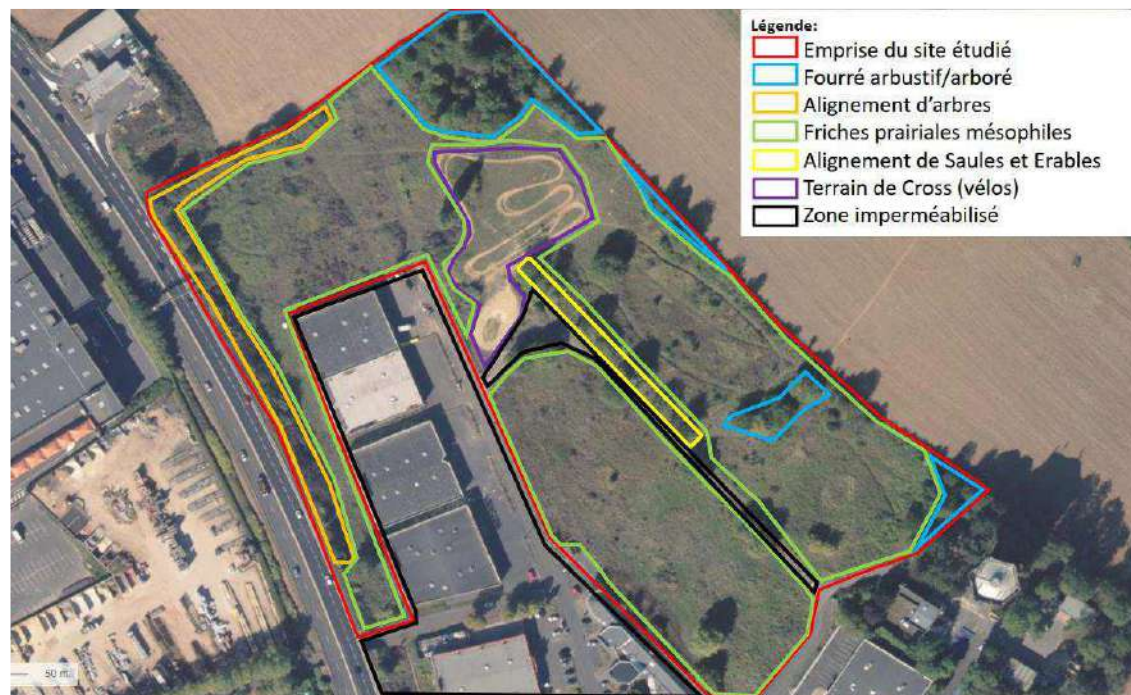 Légende:
Emprise du site étudié
Fourré arbustif/arboré
Alignement d'arbres
Friches prairiales mésophiles
Alignement de Saules et Erables
Terrain de Cross (vélos)
Zone imperméabilisé
50 m